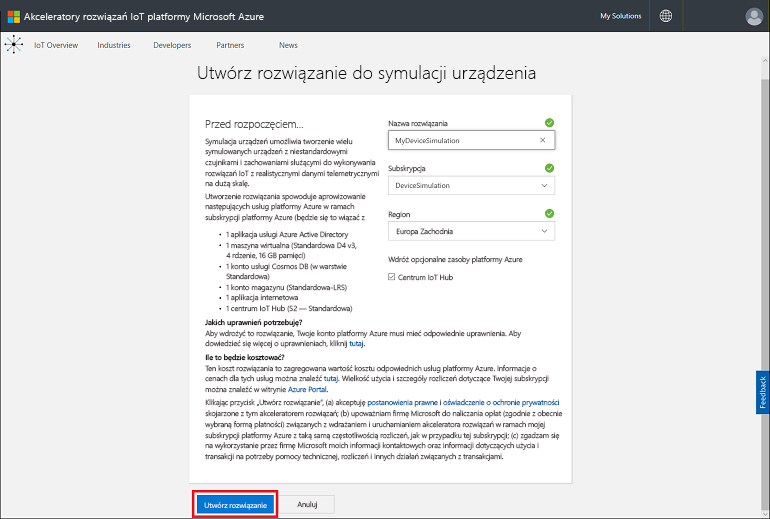 Akceleratory rozwiązań IoT platformy Microsoft Azure
My Solutions
IoT Overview
Industries
Developers
Partners
News
Utwórz rozwiązanie do symulacji urządzenia
Przed rozpoczęciem...
Symulacja urządzeń umożliwia tworzenie wielu
symulowanych urządzeń z niestandardowymi
czujnikami i zachowaniami służącymi do wykonywania
rozwiązań IoT z realistycznymi danymi telemetrycznymi
na dużą skalę.
Utworzenie rozwiązania spowoduje aprowizowanie
następujących usług platformy Azure w ramach
subskrypcji platformy Azure (będzie się to wiązać z
• 1 aplikacja usługi Azure Active Directory
• 1 maszyna wirtualna (Standardowa D4 v3,
4 rdzenie, 16 GB pamięci)
• 1 konto usługi Cosmos DB (w warstwie
Standardowa)
• 1 konto magazynu (Standardowa-LRS)
• 1 aplikacja internetowa
• 1 centrum IoT Hub (S2 — Standardowa)
Nazwa rozwiązania
MyDeviceSimulation
Subskrypcja
DeviceSimulation
Region
Europa Zachodnia
Wdróż opcjonalne zasoby platformy Azure
Centrum IoT Hub
Jakich uprawnień potrzebuję?
Aby wdrożyć to rozwiązanie, Twoje konto platformy Azure musi mieć odpowiednie uprawnienia. Aby
dowiedzieć się więcej o uprawnieniach, kliknij tutaj.
Ile to będzie kosztować?
Ten koszt rozwiązania to zagregowana wartość kosztu odpowiednich usług platformy Azure. Informacje o
cenach dla tych usług można znaleźć tutaj. Wielkość użycia i szczegóły rozliczeń dotyczące Twojej subskrypcji
można znaleźć w witrynie Azure Portal.
Klikając przycisk „Utwórz rozwiązanie”, (a) akceptuję postanowienia prawne i oświadczenie o ochronie prywatności
skojarzone z tym akceleratorem rozwiązań; (b) upoważniam firmę Microsoft do naliczania opłat (zgodnie z obecnie
wybraną formą płatności) związanych z wdrażaniem i uruchamianiem akceleratora rozwiązań w ramach mojej
subskrypcji platformy Azure z taką samą częstotliwością rozliczeń, jak w przypadku tej subskrypcji; (c) zgadzam się
na wykorzystanie przez firmę Microsoft moich informacji kontaktowych oraz informacji dotyczących użycia i
transakcji na potrzeby pomocy technicznej, rozliczeń i innych działań związanych z transakcjami.
Utwórz rozwiązanie
Anuluj
Feedback